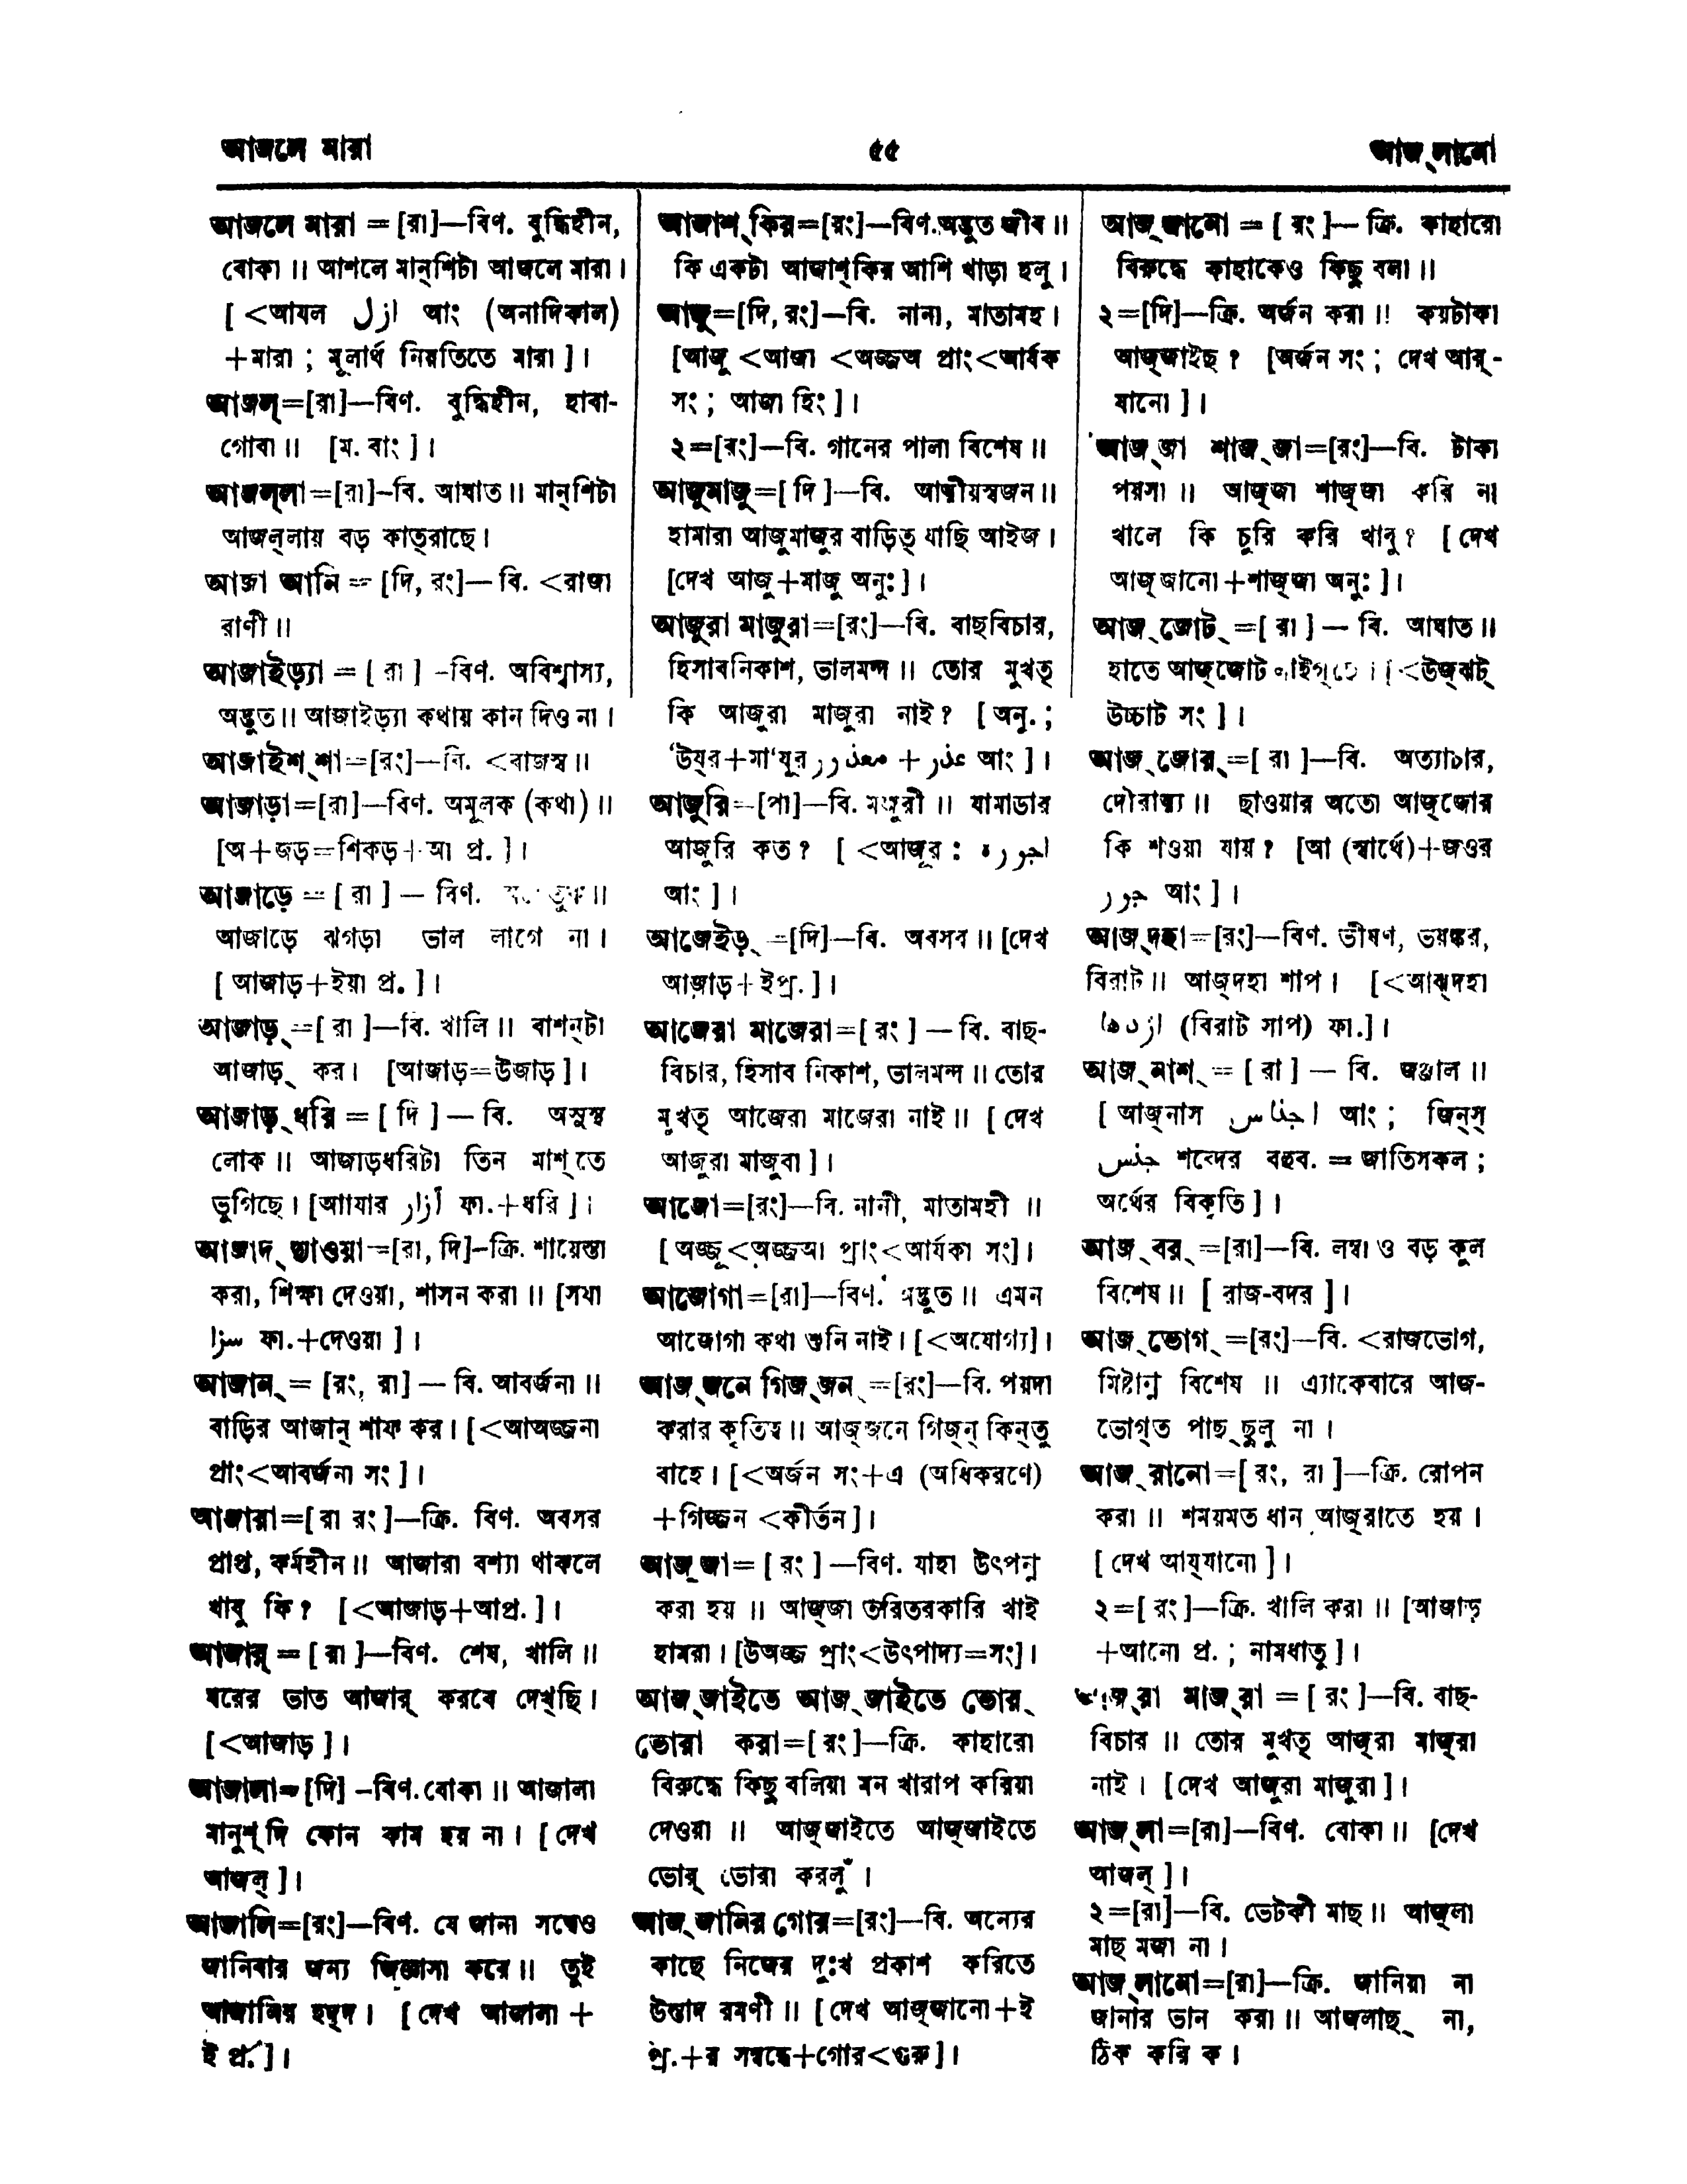 আজলে মারা
৫৫
আজ্‌লানো
আজলে মারা = [রা]—বিণ. বুদ্ধিহীন,
বোকা ॥ আশলে মান্‌শিটা আজলে মারা।
[ <আযল ازل আং (অনাদিকাল)
+মারা ; মূলার্থ নিয়তিতে মারা ]।
আজল্=[রা]—বিণ. বুদ্ধিহীন, হাবা-
গোবা॥ [ম. বাং ]।
আজল্‌লা=[রা]-বি. আঘাত॥ মান্‌শিটা
আজল্‌লায় বড় কাত্‌রাছে।
আজা আনি = [দি, রং]— বি. <রাজা
রাণী॥
আজাইড়্যা = [ রা ] -বিণ. অবিশ্বাস্য,
অদ্ভুত॥ আজাইড়্যা কথায় কান দিও না।
আজাইশ্‌শা=[রং]—বি. <রাজস্ব॥
আজাড়া=[রা]—বিণ. অমূলক (কথা)॥
[অ+জড়=শিকড়+আ প্র. ]।
আজাড়ে = [ রা ] — বিণ. ॥
আজাড়ে ঝগড়া ভাল লাগে না।
[ আজাড়+ইয়া প্র. ]।
আজাড়্ =[ রা ]—বি. খালি॥ বাশন্‌টা
আজাড়্ কর। [আজাড়=উজাড় ]।
আজাড়্‌ধরি = [ দি ] — বি. অসুস্থ
লোক॥ আজাড়ধরিটা তিন মাশ্‌তে
ভুগিছে। [আাযার آزار ফা.+ধরি ]।
আজাদ্‌ দ্যাওয়া=[রা, দি]-ক্রি. শায়েস্তা
করা, শিক্ষা দেওয়া, শাসন করা॥ [সযা
سزا ফা.+দেওয়া ]।
আজান্ = [রং, রা] — বি. আবর্জনা॥
বাড়ির আজান্ শাফ কর। [<আঅজ্জনা
প্রাং<আবর্জনা সং ]।
আজারা=[রা রং ]—ক্রি. বিণ. অবসর
প্রাপ্ত, কর্মহীন॥ আজারা বশ্যা থাকলে
খাবু কি? [<আজাড়+আপ্র. ]।
আজার্ = [ রা ]—বিণ. শেষ, খালি॥
ঘরের ভাত আজার্ করবে দেখ্‌ছি।
[<আজাড় ]।
আজালা=[দি] -বিণ. বোকা॥ আজালা
মানুশ্ দি কোন কাম হয় না। [ দেখ
আজল্ ]।
আজালি=[রং]—বিণ. যে জানা সত্ত্বেও
জানিবার জন্য জিজ্ঞাসা করে॥ তুই
আজালির হদ্দ। [ দেখ আজালা +
ই প্র. ]।
আজাশ্‌কির=[রং]—বিণ.অদ্ভুত জীব॥
কি একটা আজাশ্‌কির আশি খাড়া হলু।
আজু=[দি, রং]—বি. নানা, মাতামহ।
[আজু <আজা <অজ্জঅ প্রাং<আর্যক
সং ; আজা হিং ]।
২=[রং]—বি. গানের পালা বিশেষ॥
আজুমাজু=[ দি ]—বি. আত্মীয়স্বজন॥
হামারা আজুমাজুর বাড়িত্ যাছি আইজ।
[দেখ আজু+মাজু অনুঃ ]।
আজুরা মাজুরা=[রং]—বি. বাছবিচার,
হিসাবনিকাশ, ভালমন্দ॥ তোর মুখত্
কি আজুরা মাজুরা নাই? [ অনু. ;
'উয্‌র+মা'যূর معذور + عذر আং ]।
আজুরি=[পা]—বি. মজুরী॥ যামাডার
আজুরি কত? [ <আজূরঃ اجوره
আং ]।
আজেইড়্ =[দি]—বি. অবসর॥ [দেখ
আজাড়+ইপ্র. ]।
আজেরা মাজেরা=[ রং ] — বি. বাছ-
বিচার, হিসাব নিকাশ, ভালমন্দ॥ তোর
মুখত্ আজেরা মাজেরা নাই॥ [ দেখ
আজুরা মাজুরা ]।
আজো=[রং]—বি. নানী, মাতামহী॥
[ অজ্জূ<অজ্জআ প্রাং<আর্যকা সং]।
আজোগা=[রা]—বিণ. অদ্ভুত॥ এমন
আজোগা কথা শুনি নাই। [<অযোগ্য]।
আজ্‌জনে গিজ্‌জন্ =[রং]—বি. পয়দা
করার কৃতিত্ব॥ আজ্‌জনে গিজ্‌ন্ কিন্‌তু
বাহে। [<অর্জন সং+এ (অধিকরণে)
+গিজ্জন <কীর্তন]।
আজ্‌জা=[ রং ]—বিণ. যাহা উৎপন্ন
করা হয়॥ আজ্‌জা তরিতরকারি খাই
হামরা। [উঅজ্জ প্রাং<উৎপাদ্য=সং]।
আজ্‌জাইতে আজ্‌জাইতে ভোর্
ভোরা করা=[ রং ]—ক্রি. কাহারো
বিরুদ্ধে কিছু বলিয়া মন খারাপ করিয়া
দেওয়া॥ আজ্‌জাইতে আজ্‌জাইতে
ভোর্ ভোরা করলুঁ।
আজ্‌জানির গোর=[রং]—বি. অন্যের
কাছে নিজের দুঃখ প্রকাশ করিতে
উস্তাদ রমণী॥ [ দেখ আজ্‌জানো+ই
প্র.+র সম্বন্ধে+গোর<গুরু ]।
আজ্‌জানো = [ রং ]— ক্রি. কাহারো
বিরুদ্ধে কাহাকেও কিছু বলা॥
২=[দি]—ক্রি. অর্জন করা॥ কয়টাকা
আজ্‌জাইছ? [অর্জন সং ; দেখ আর্-
যানো ]।
আজ্‌জা শাজ্‌জা=[রং]—বি. টাকা
পয়সা॥ আজ্‌জা শাজ্‌জা করি না
খালে কি চুরি করি খাবু? [ দেখ
আজ্‌জানো+শাজ্‌জা অনুঃ ]।
আজ্‌জোট্ =[ রা ] — বি. আঘাত॥
হাতে আজ্‌জোট লাইগ্‌ছে। [<উজ্‌ঝট্
উচ্চাট সং ]।
আজ্‌জোর্=[ রা ]—বি. অত্যাচার,
দৌরাত্ম্য॥ ছাওয়ার অতো আজ্‌জোর
কি শওয়া যায়? [আ (স্বার্থে)+জওর
جور আং ]।
আজ্‌দহা=[রং]—বিণ. ভীষণ, ভয়ঙ্কর,
বিরাট॥ আজ্‌দহা শাপ। [<আঝ্‌দহা
اژدها (বিরাট সাপ) ফা.]।
আজ্‌নাশ্ = [ রা ] — বি. জঞ্জাল॥
[ আজ্‌নাস اجناس আং ; জিন্‌স্
جنس শব্দের বহুব. = জাতিসকল ;
অর্থের বিকৃতি ]।
আজ্‌বর্ =[রা]—বি. লম্বা ও বড় কুল
বিশেষ॥ [ রাজ-বদর ]।
আজ্‌ভোগ্ =[রং]—বি. <রাজভোগ,
মিষ্টান্ন বিশেষ॥ এ্যাকেবারে আজ-
ভোগ্‌ত পাছ্‌ছুলু না।
আজ্‌রানো=[ রং, রা ]—ক্রি. রোপন
করা॥ শময়মত ধান আজ্‌রাতে হয়।
[ দেখ আয্‌যানো ]।
২=[ রং ]—ক্রি. খালি করা॥ [আজাড়
+আনো প্র. ; নামধাতু ]।
আজ্‌রা মাজ্‌রা = [ রং ]—বি. বাছ-
বিচার॥ তোর মুখত্ আজ্‌রা মাজ্‌রা
নাই। [দেখ আজুরা মাজুরা ]।
আজ্‌লা=[রা]—বিণ. বোকা॥ [দেখ
আজল্ ]।
২=[রা]—বি. ভেটকী মাছ॥ আজ্‌লা
মাছ মজা না।
আজ্‌লানো=[রা]—ক্রি. জানিয়া না
জানার ভান করা॥ আজলাছ্ না,
ঠিক করি ক।